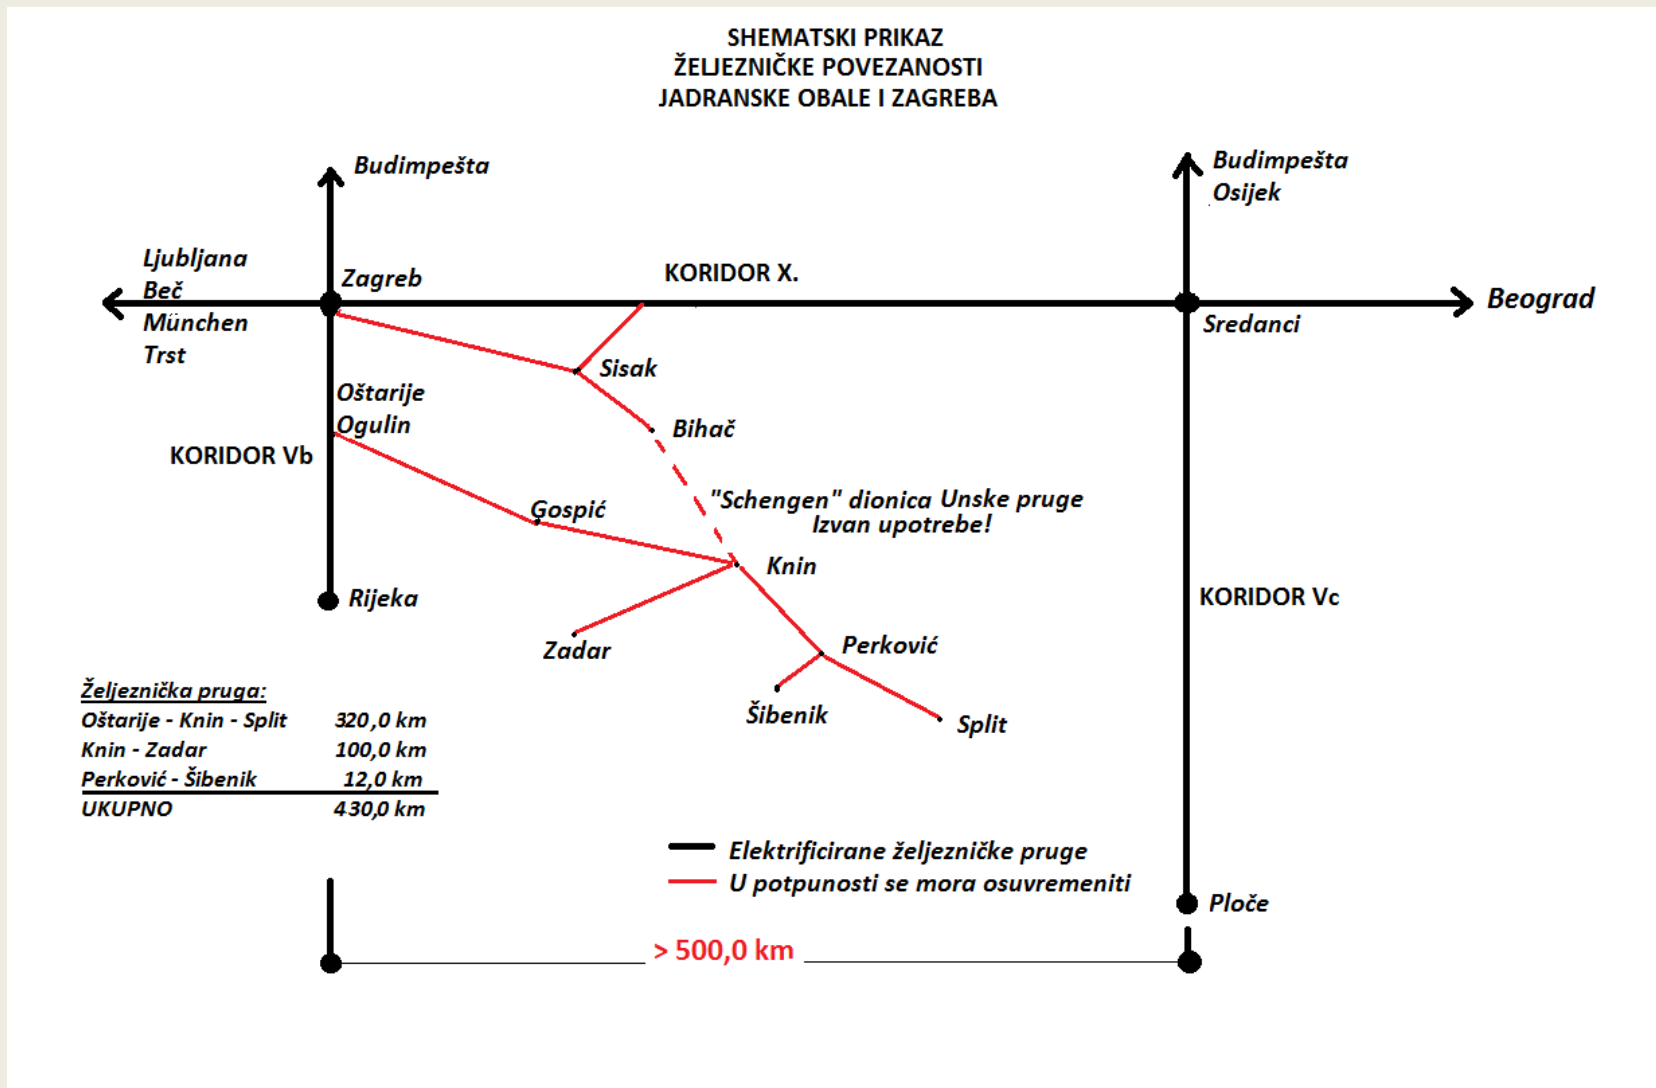 SHEMATSKI PRIKAZ
ŽELJEZNIČKE POVEZANOSTI
JADRANSKE OBALE I ZAGREBA
Budimpešta
Budimpešta
Osijek
Ljubljana
Beč
München
Trst
Zagreb
KORIDOR X.
Beograd
Sredanci
Sisak
Oštarije
Ogulin
Bihač
KORIDOR Vb
Gospić
"Schengen" dionica Unske pruge
Izvan upotrebe!
Knin
Rijeka
KORIDOR Vc
Zadar
Perković
Šibenik
Split
Željeznička pruga:
Oštarije - Knin - Split 320,0 km
Knin - Zadar 100,0 km
Perković - Šibenik 12,0 km
UKUPNO 430,0 km
Elektrificirane željezničke pruge
U potpunosti se mora osuvremeniti
Ploče
> 500,0 km